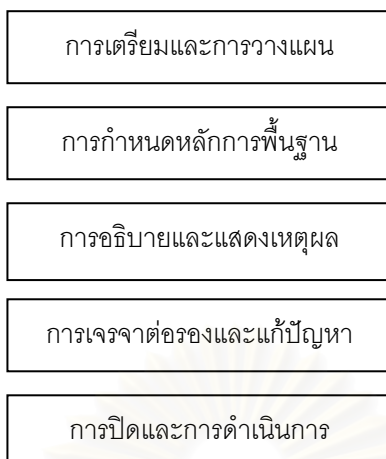 การเตรียมและการวางแผน
การกำหนดหลักการพื้นฐาน
การอธิบายและแสดงเหตุผล
การเจรจาต่อรองและแก้ปัญหา
การปิดและการดำเนินการ